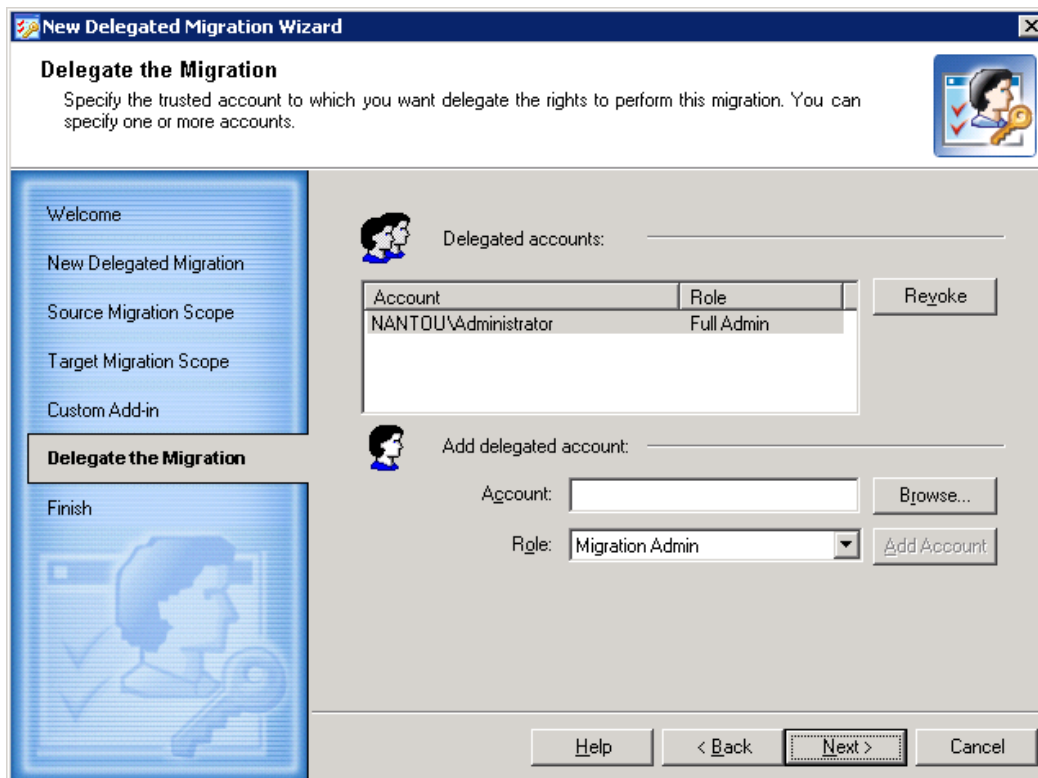 New Delegated Migration Wizard
Delegate the Migration
Specify the trusted account to which you want delegate the rights to perform this migration. You can
specify one or more accounts.
Welcome
New Delegated Migration
Source Migration Scope
Target Migration Scope
Custom Add-in
Delegate the Migration
Finish
Delegated accounts:
Account Role
NANTOU\Administrator Full Admin
Revoke
Add delegated account:
Account:
Browse...
Role: Migration Admin
Add Account
Help < Back Next > Cancel